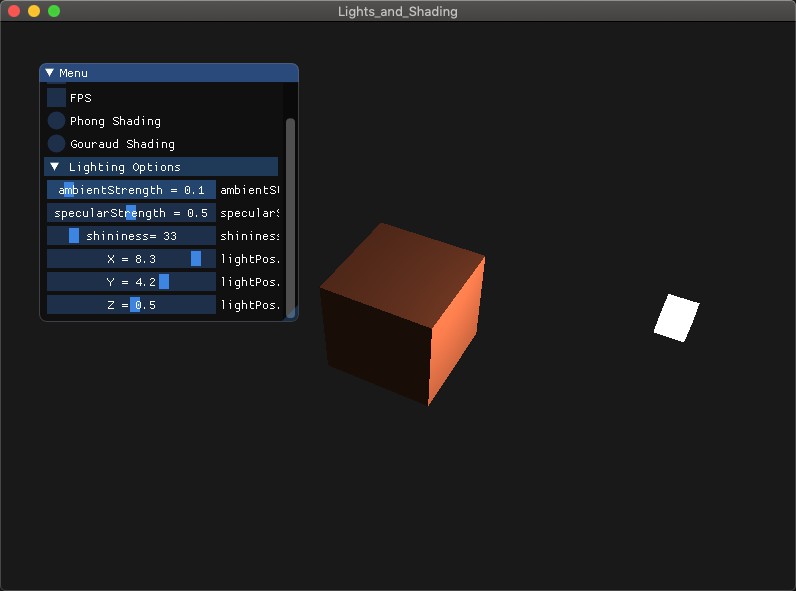 Lights_and_Shading
Menu
FPS
Phong Shading
Gouraud Shading
Lighting Options
ambientStrength = 0.1 ambientSt
specularStrength = 0.5 specularS
shininess= 33 shininess
X = 8.3 lightPos.
Y = 4.2 lightPos.
Z = 0.5 lightPos.